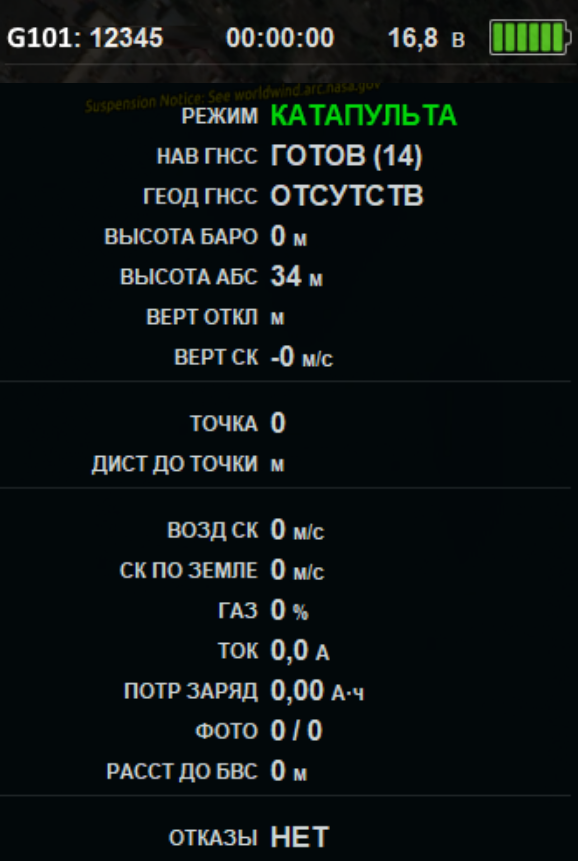 G101: 12345 00:00:00 16,8 В
Suspension Notice: See worldwind.arc.nasa.gov
РЕЖИМ КАТАПУЛЬТА
НАВ ГНСС ГОТОВ (14)
ГЕОД ГНСС ОТСУТСТВ
ВЫСОТА БАРО 0 м
ВЫСОТА АБС 34 м
ВЕРТ ОТКЛ м
ВЕРТ СК -0 м/с
ТОЧКА 0
ДИСТ ДО ТОЧКИ м
ВОЗД СК 0 м/с
СК ПО ЗЕМЛЕ 0 м/с
ГАЗ 0 %
ТОК 0,0 А
ПОТР ЗАРЯД 0,00 А·ч
ФОТО 0 / 0
РАССТ ДО БВС 0 м
ОТКАЗЫ НЕТ